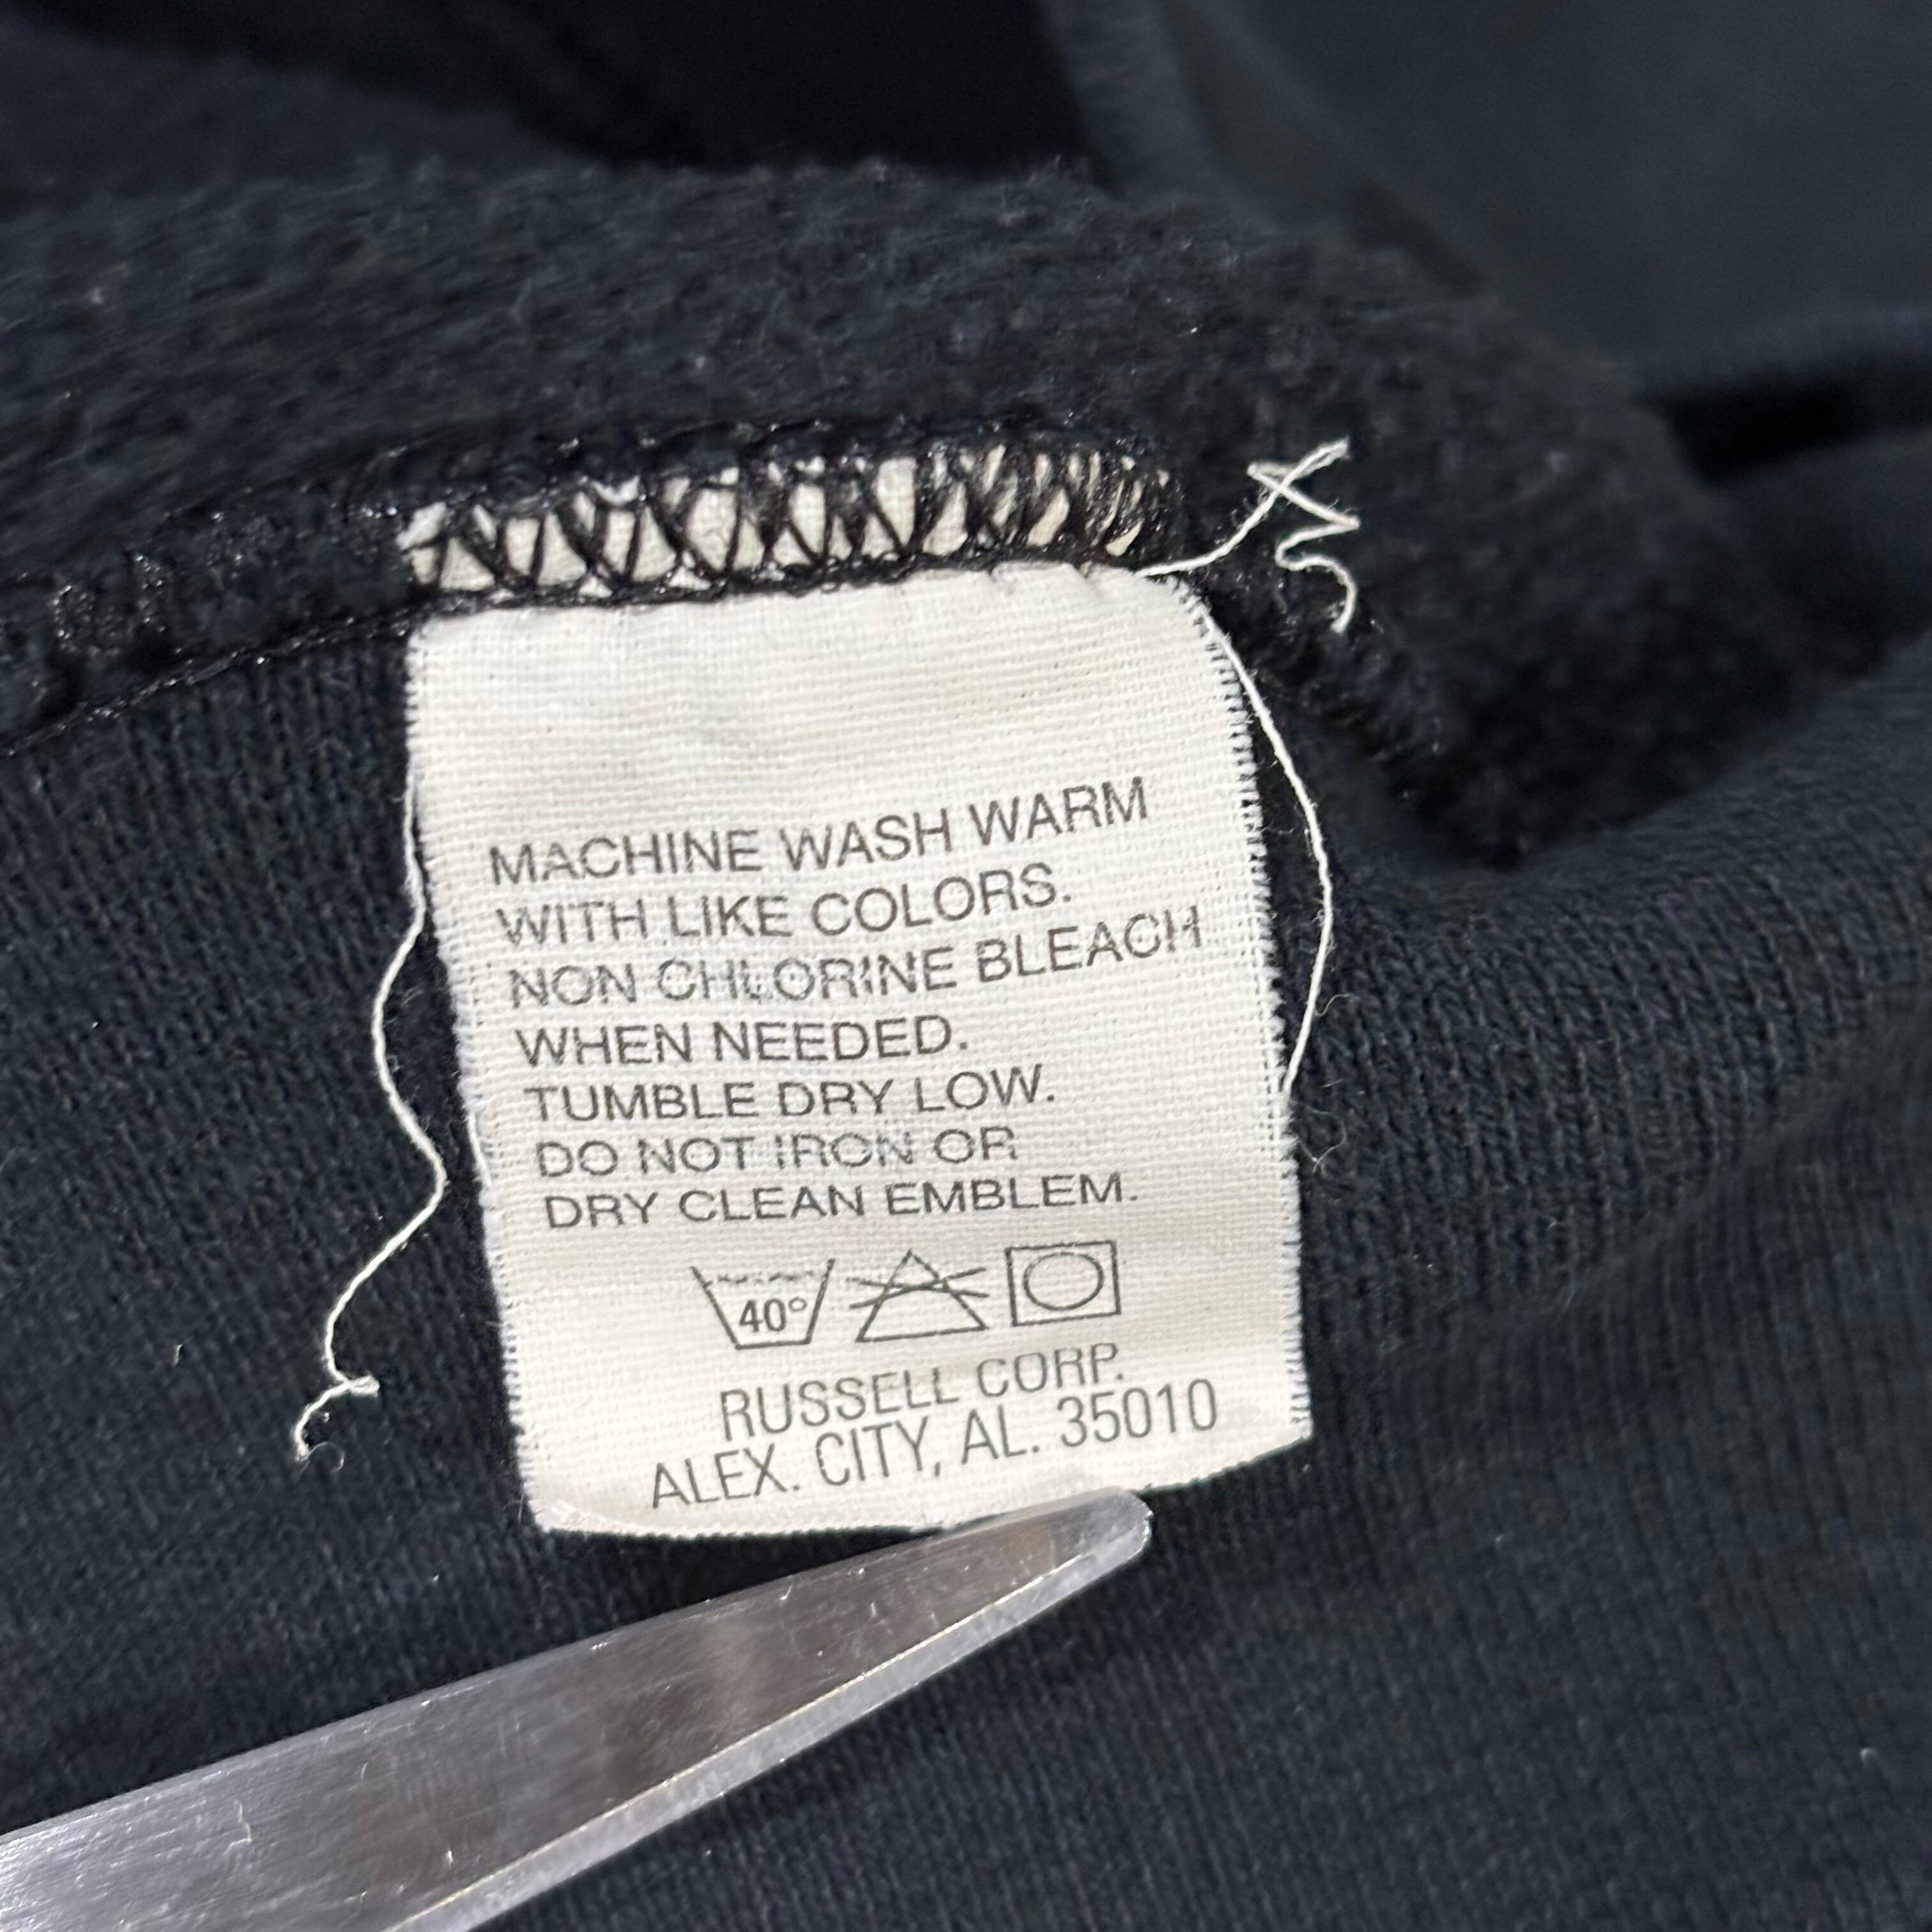 MACHINE WASH WARM
WITH LIKE COLORS.
NON CHLORINE BLEACH
WHEN NEEDED.
TUMBLE DRY LOW.
DO NOT IRON OR
DRY CLEAN EMBLEM.
40°
RUSSELL CORP.
ALEX. CITY, AL. 35010